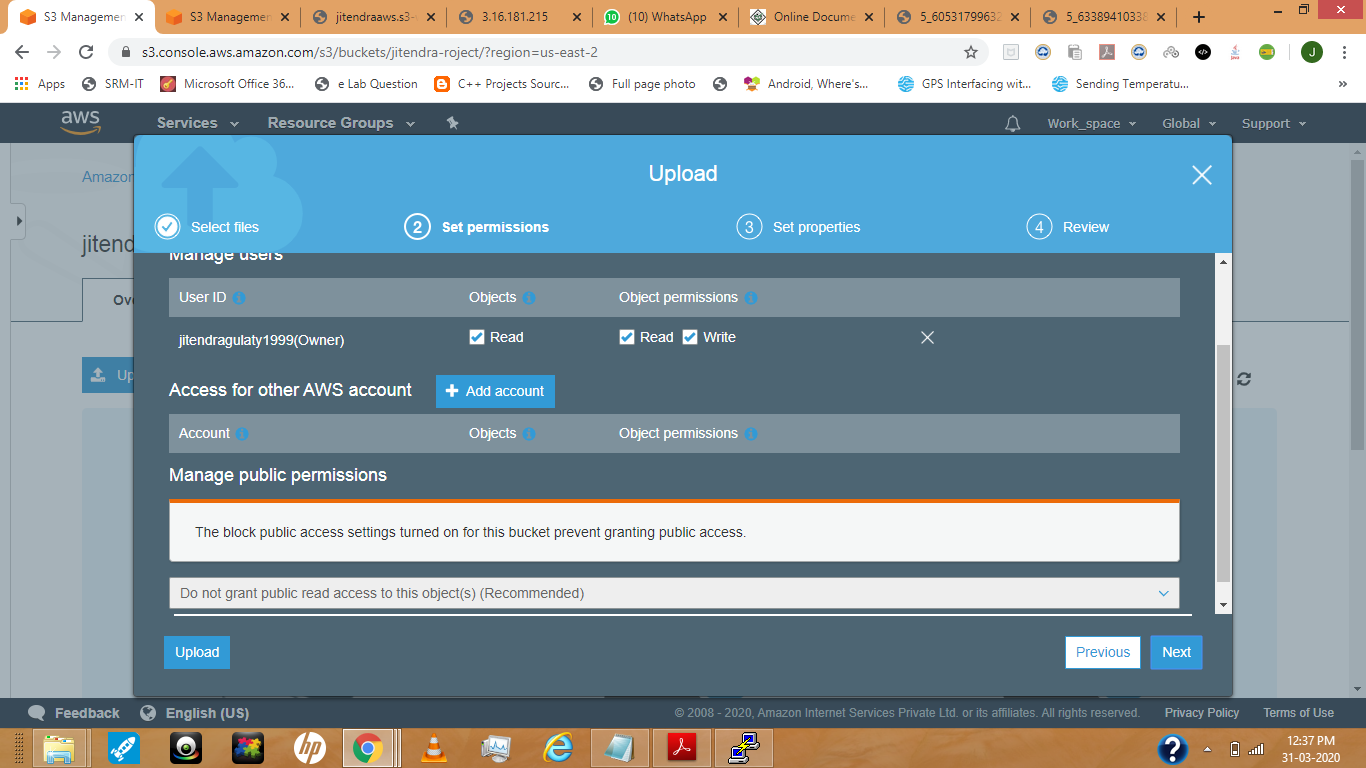 S3 Managemen
S3 Managemen
jitendraaws.s3-
3.16.181.215
(10) WhatsApp
Online Docume
5_6053179963
5_6338941033
s3.console.aws.amazon.com/s3/buckets/jitendra-roject/?region=us-east-2
J
Apps
SRM-IT
Microsoft Office 36...
e Lab Question
C++ Projects Sourc...
Full page photo
Android, Where's...
GPS Interfacing wit...
Sending Temperatu...
»
aws
Services
Resource Groups
Work_space
Global
Support
Amazon
jitend
Ov
Up
Upload
Select files
2 Set permissions
3 Set properties
4 Review
Manage users
User ID
Objects
Object permissions
jitendragulaty1999(Owner)
Read
Read
Write
Access for other AWS account
+ Add account
Account
Objects
Object permissions
Manage public permissions
The block public access settings turned on for this bucket prevent granting public access.
Do not grant public read access to this object(s) (Recommended)
Upload
Previous
Next
Feedback
English (US)
© 2008 - 2020, Amazon Internet Services Private Ltd. or its affiliates. All rights reserved.
Privacy Policy
Terms of Use
hp
12:37 PM
31-03-2020